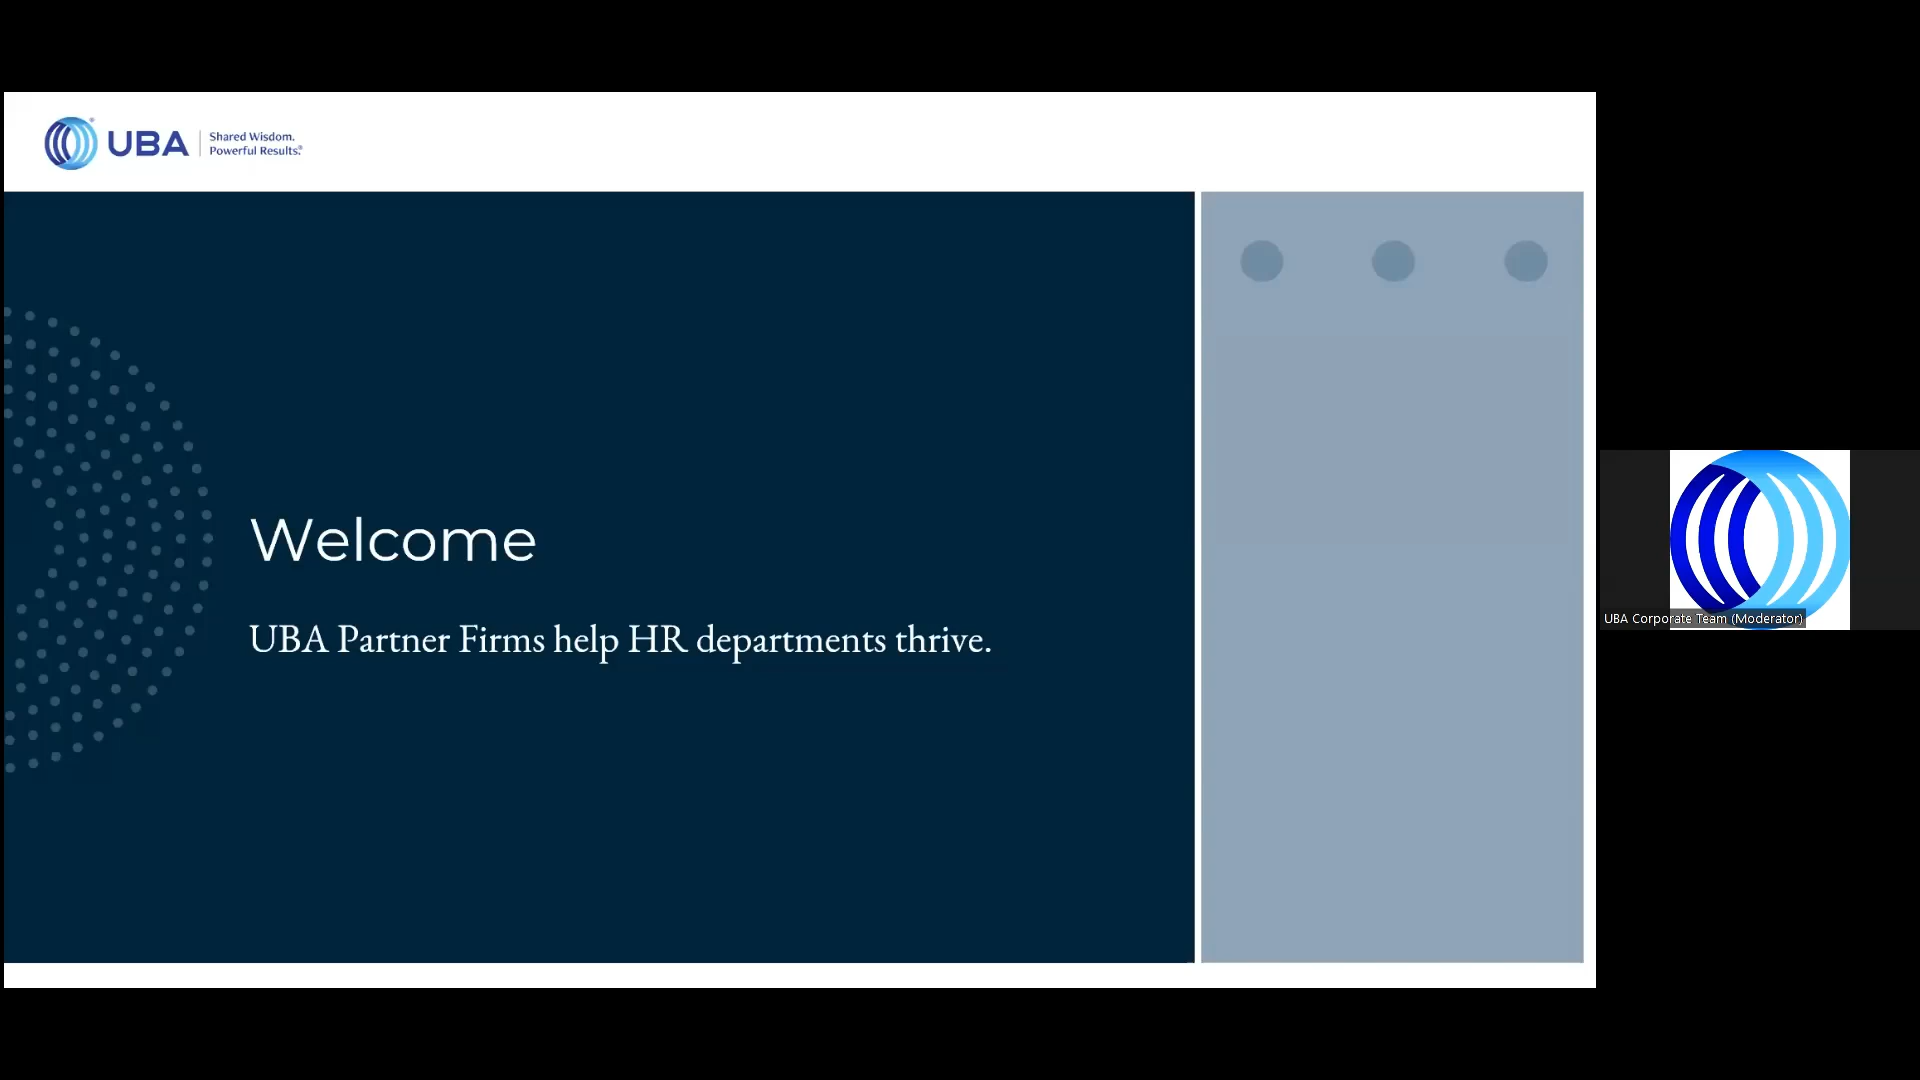 UBA
Shared Wisdom.
Powerful Results.®
Welcome
UBA Partner Firms help HR departments thrive.
UBA Corporate Team (Moderator)